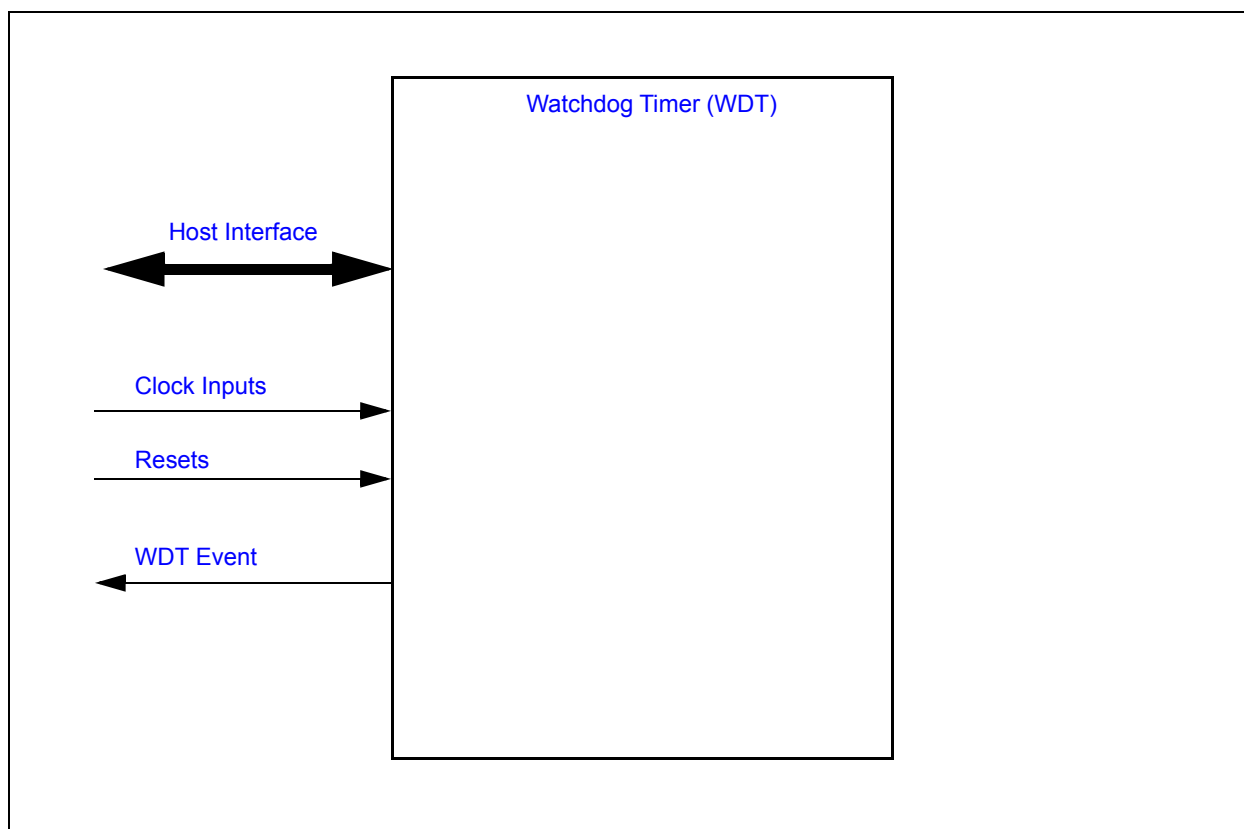 Watchdog Timer (WDT)
Host Interface
Clock Inputs
Resets
WDT Event